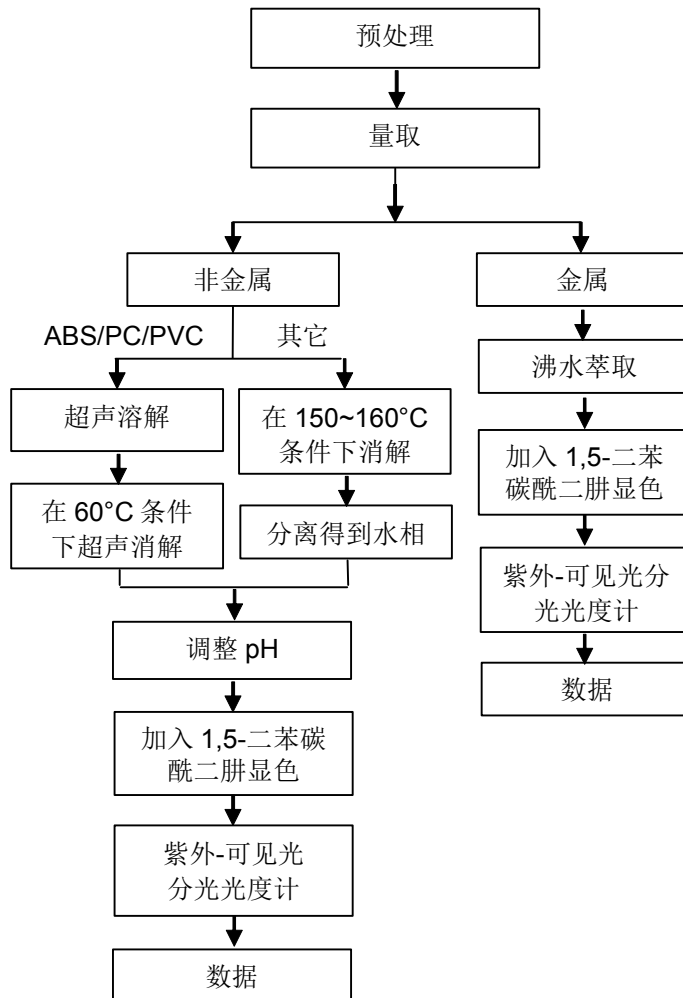 预处理
量取
非金属
金属
ABS/PC/PVC
其它
沸水萃取
超声溶解
在 150~160°C
条件下消解
加入 1,5-二苯
碳酰二肼显色
在 60°C 条件
下超声消解
分离得到水相
紫外-可见光分
光光度计
调整 pH
数据
加入 1,5-二苯碳
酰二肼显色
紫外-可见光
分光光度计
数据